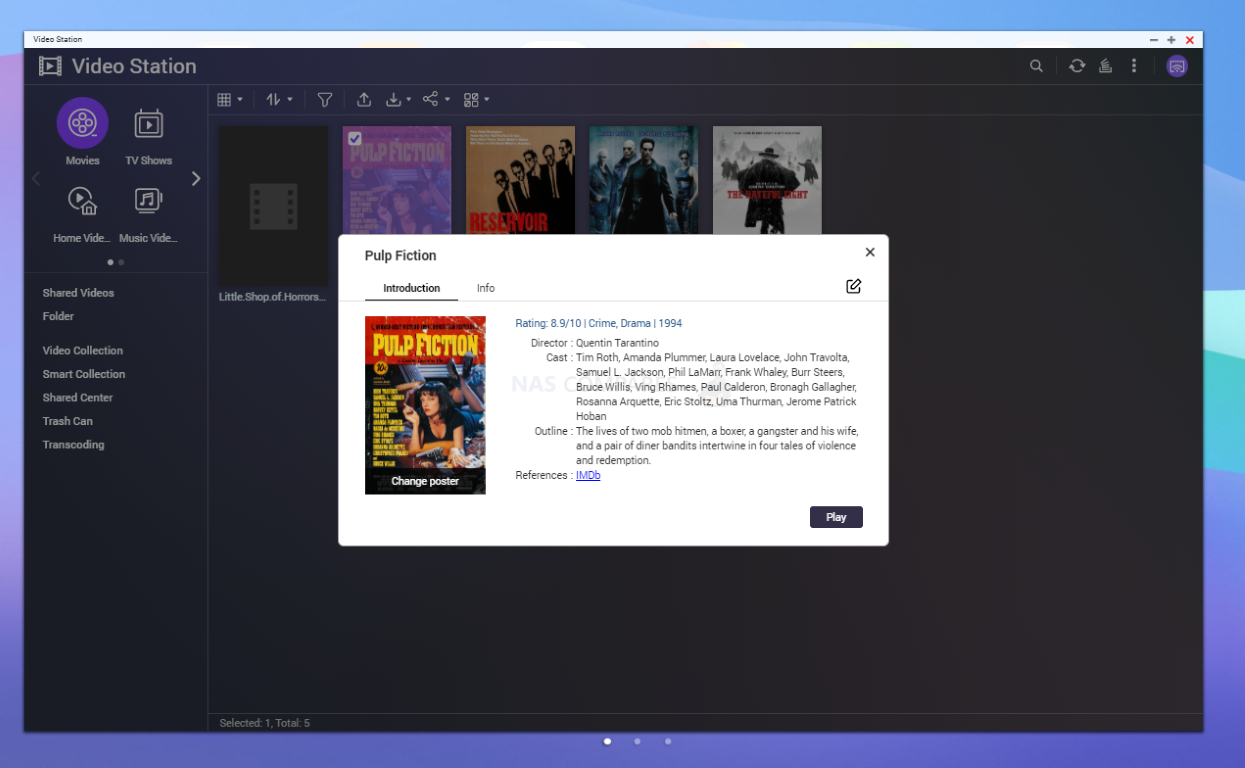 Video Station
Video Station
Movies
TV Shows
Home Vide...
Music Vide...
Shared Videos
Folder
Video Collection
Smart Collection
Shared Center
Trash Can
Transcoding
Little.Shop.of.Horrors...
PULP FICTION
RESERVOIR
THE HATEFUL EIGHT
Pulp Fiction
Introduction
Info
PULP FICTION
10¢
Change poster
Rating: 8.9/10 | Crime, Drama | 1994
Director : Quentin Tarantino
Cast : Tim Roth, Amanda Plummer, Laura Lovelace, John Travolta,
Samuel L. Jackson, Phil LaMarr, Frank Whaley, Burr Steers,
Bruce Willis, Ving Rhames, Paul Calderon, Bronagh Gallagher,
Rosanna Arquette, Eric Stoltz, Uma Thurman, Jerome Patrick
Hoban
Outline : The lives of two mob hitmen, a boxer, a gangster and his wife,
and a pair of diner bandits intertwine in four tales of violence
and redemption.
References : IMDb
Play
Selected: 1, Total: 5